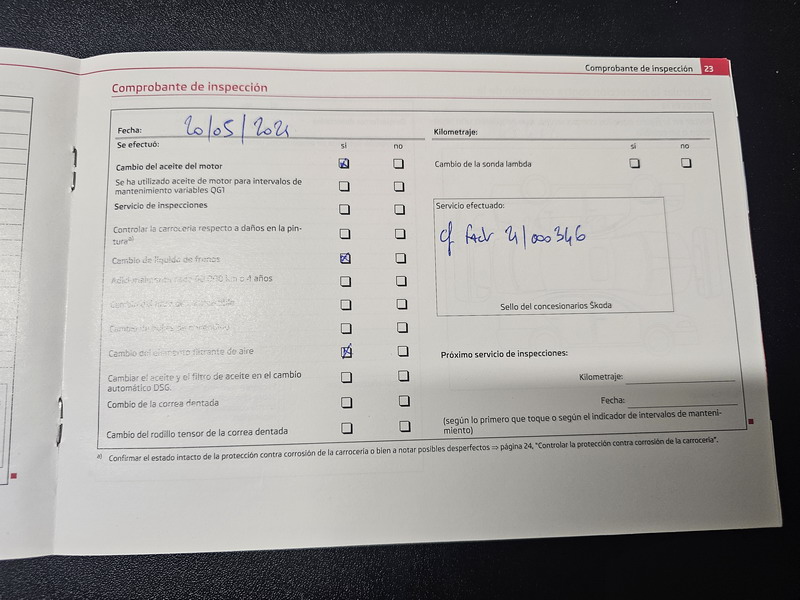 Comprobante de inspección 23
Comprobante de inspección
Fecha: 20/05/2021
Kilometraje:
Se efectuó: sí no
sí no
Cambio del aceite del motor
Cambio de la sonda lambda
Se ha utilizado aceite de motor para intervalos de
mantenimiento variables QG1
Servicio de inspecciones
Controlar la carrocería respecto a daños en la pin-
tura a)
Cambio de líquido de frenos
km o 4 años
Cambio del elemento filtrante de aire
Cambiar el aceite y el filtro de aceite en el cambio
automático DSG.
Combio de la correa dentada
Cambio del rodillo tensor de la correa dentada
Servicio efectuado:
21/000346
Sello del concesionarios Škoda
Próximo servicio de inspecciones:
Kilometraje:
Fecha:
(según lo primero que toque o según el indicador de intervalos de manteni-
miento)
a) Confirmar el estado intacto de la protección contra corrosión de la carrocería o bien a notar posibles desperfectos ⇒ página 24, "Controlar la protección contra corrosión de la carrocería".